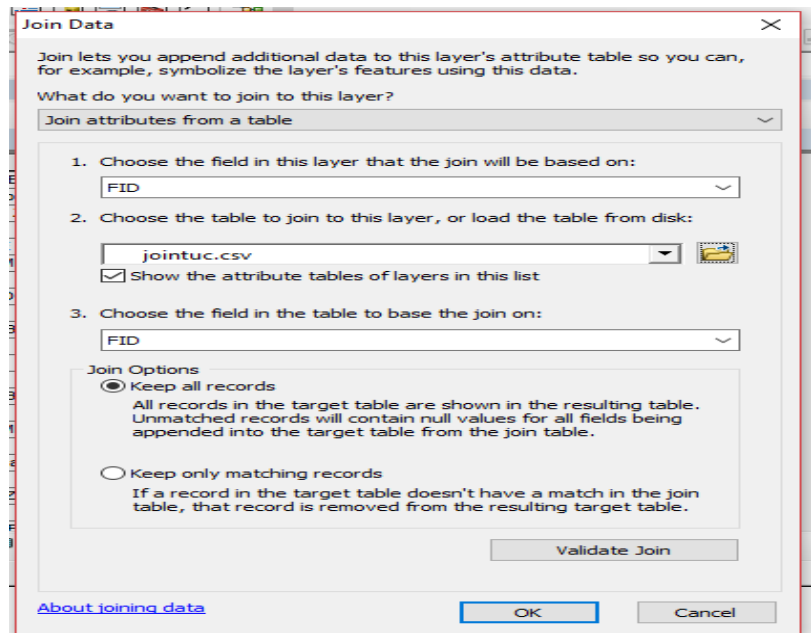 Join Data
Join lets you append additional data to this layer's attribute table so you can,
for example, symbolize the layer's features using this data.
What do you want to join to this layer?
Join attributes from a table
1. Choose the field in this layer that the join will be based on:
FID
2. Choose the table to join to this layer, or load the table from disk:
jointuc.csv
Show the attribute tables of layers in this list
3. Choose the field in the table to base the join on:
FID
Join Options
Keep all records
All records in the target table are shown in the resulting table.
Unmatched records will contain null values for all fields being
appended into the target table from the join table.
Keep only matching records
If a record in the target table doesn't have a match in the join
table, that record is removed from the resulting target table.
Validate Join
About joining data
OK
Cancel